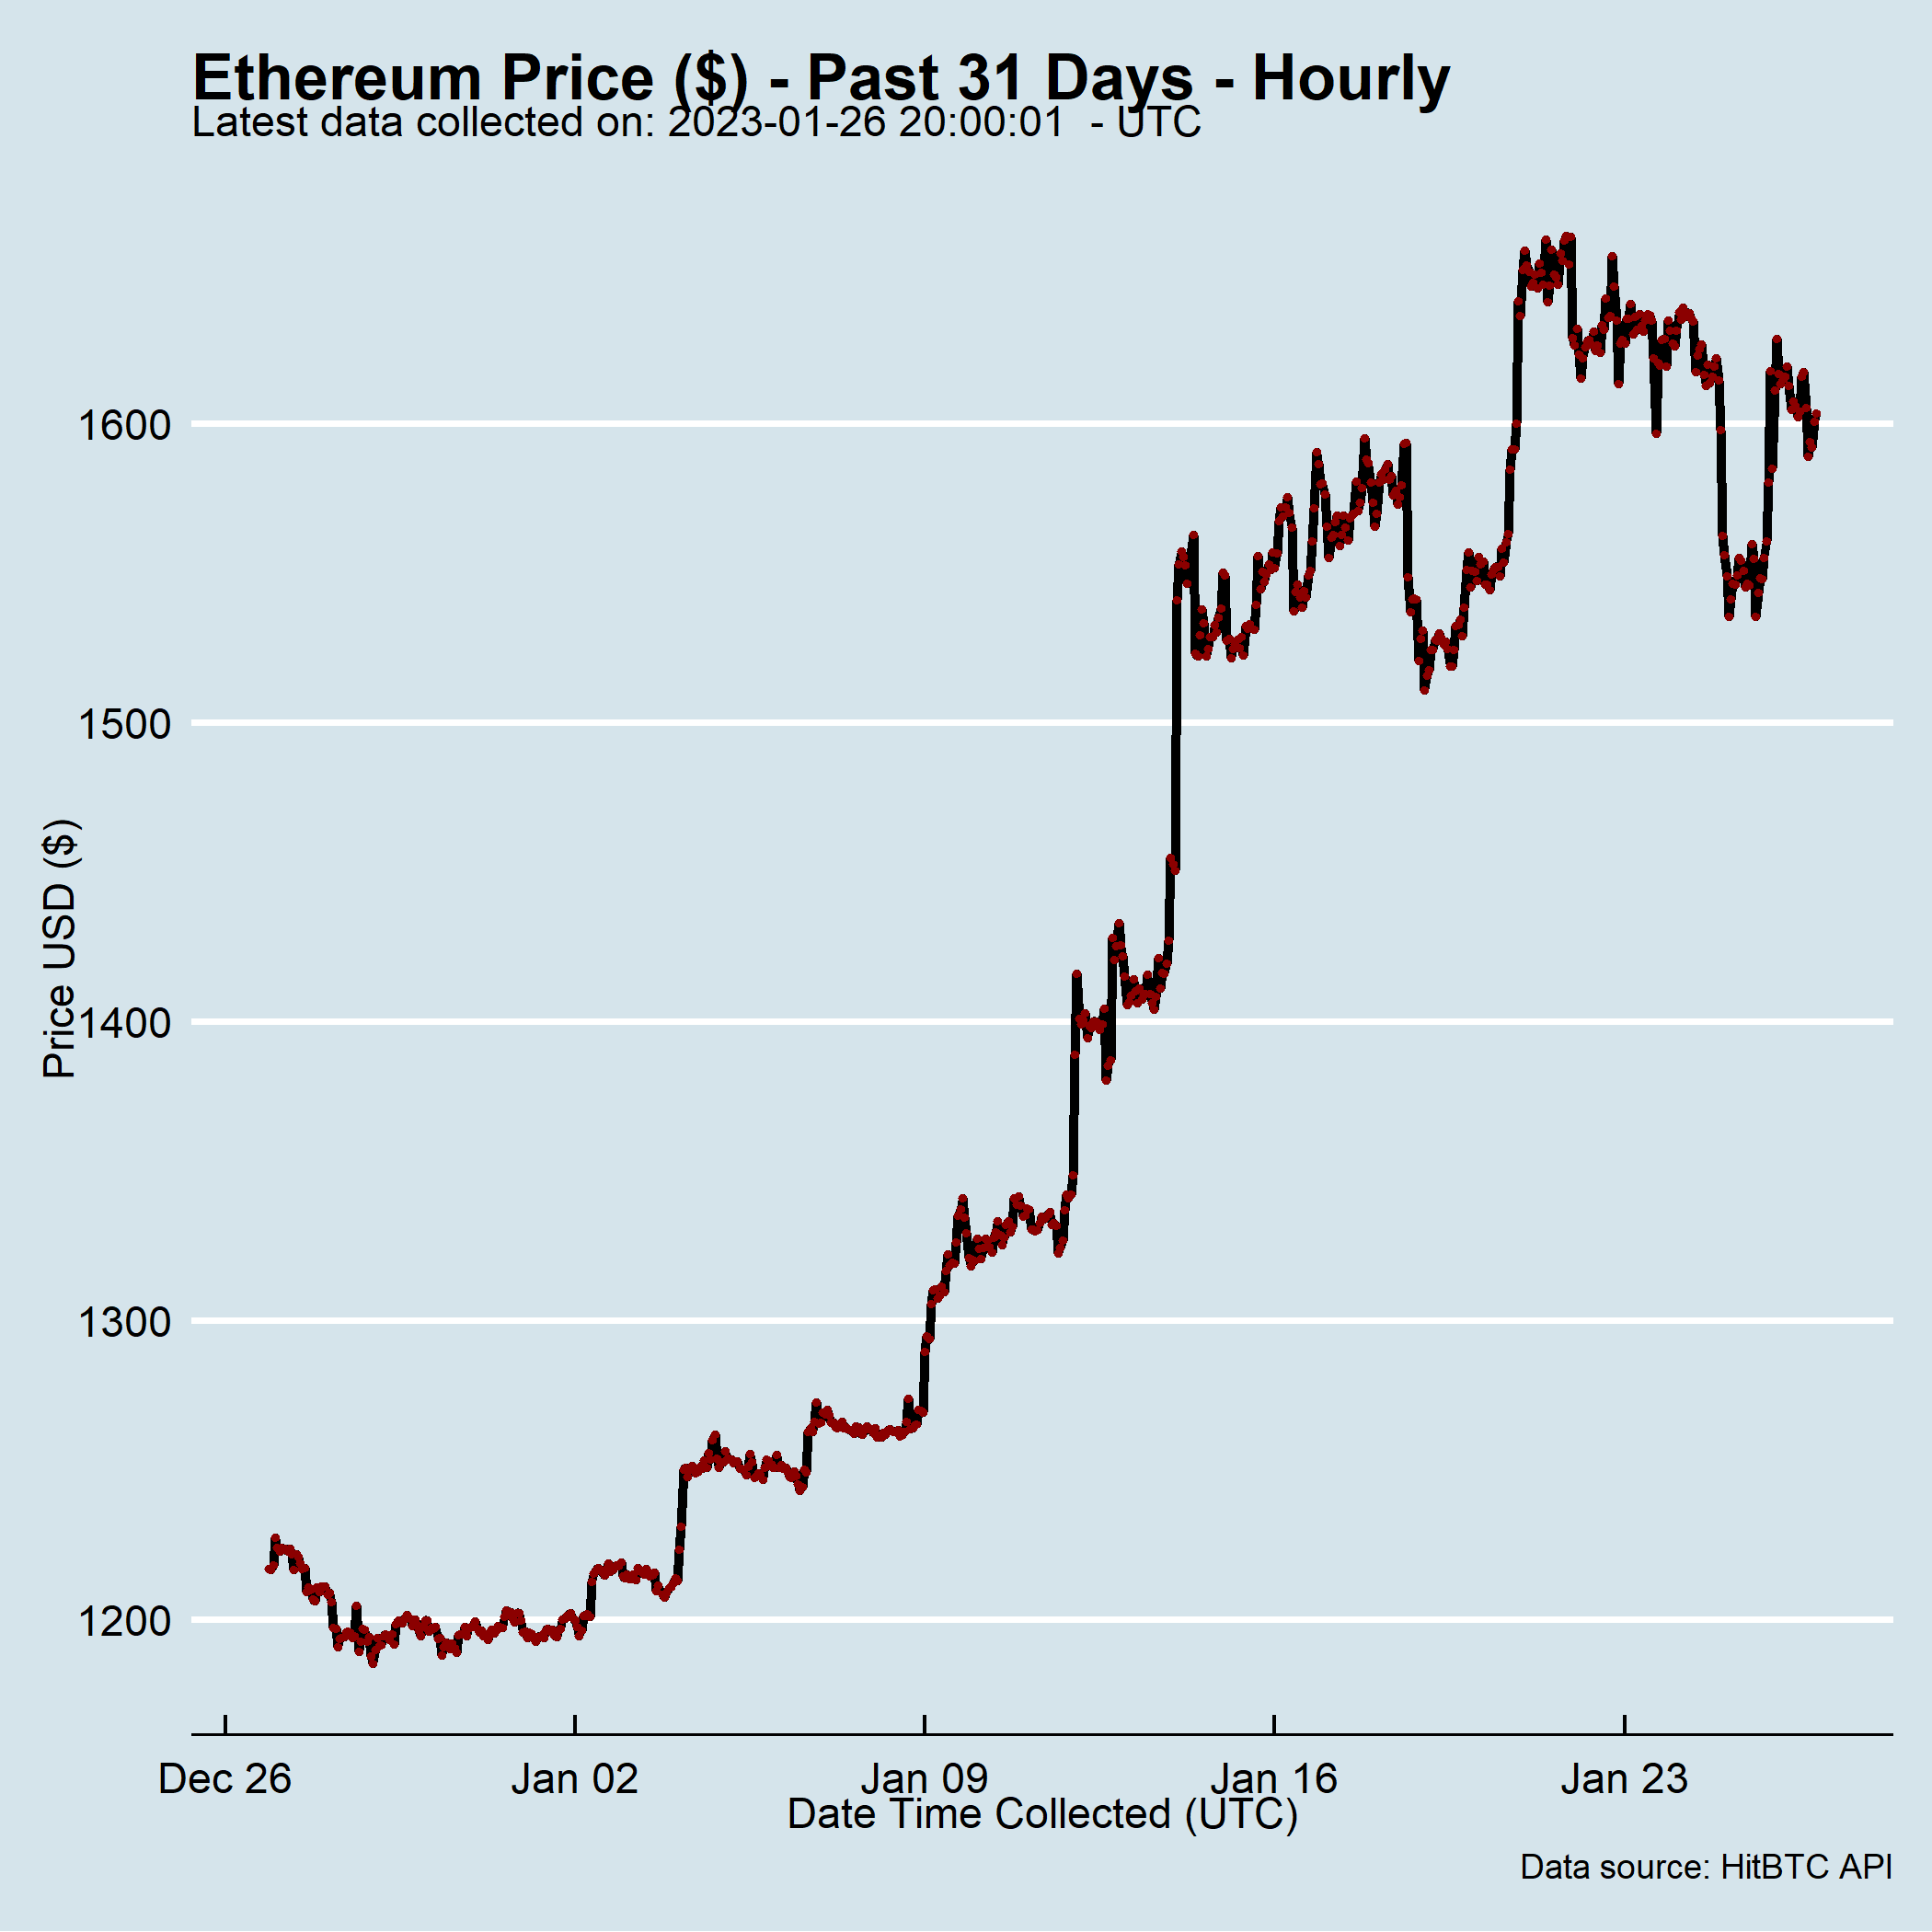 Ethereum Price ($) - Past 31 Days - Hourly
Latest data collected on: 2023-01-26 20:00:01  - UTC
Price USD ($)
1600
1500
1400
1300
1200
Dec 26
Jan 02
Jan 09
Jan 16
Jan 23
Date Time Collected (UTC)
Data source: HitBTC API